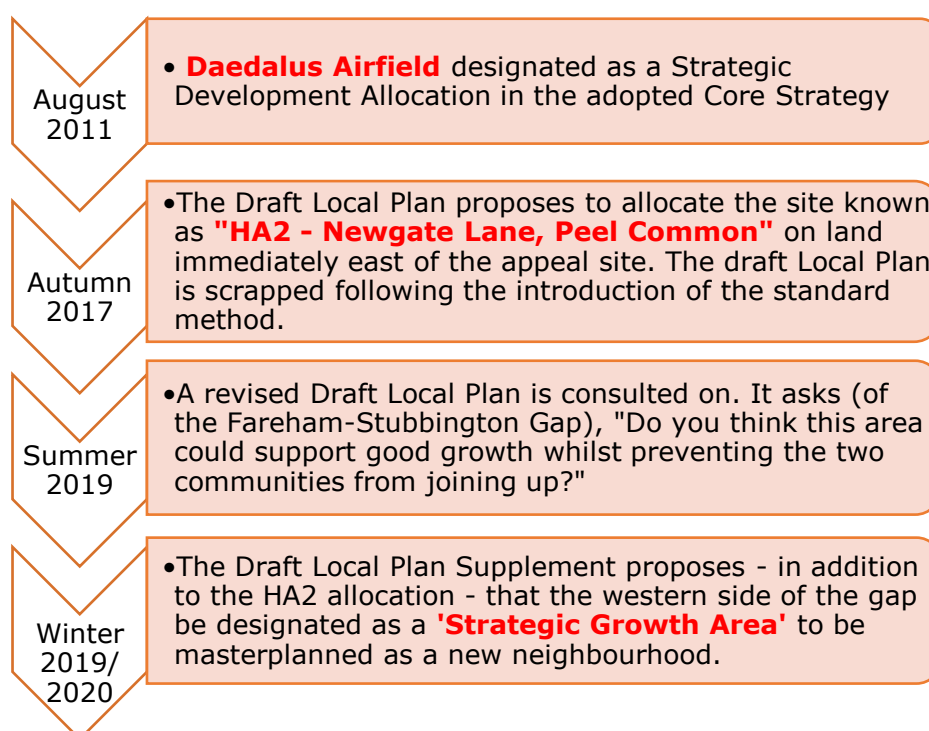 August
2011
• Daedalus Airfield designated as a Strategic
Development Allocation in the adopted Core Strategy
Autumn
2017
•The Draft Local Plan proposes to allocate the site known
as "HA2 - Newgate Lane, Peel Common" on land
immediately east of the appeal site. The draft Local Plan
is scrapped following the introduction of the standard
method.
Summer
2019
•A revised Draft Local Plan is consulted on. It asks (of
the Fareham-Stubbington Gap), "Do you think this area
could support good growth whilst preventing the two
communities from joining up?"
Winter
2019/
2020
•The Draft Local Plan Supplement proposes - in addition
to the HA2 allocation - that the western side of the gap
be designated as a 'Strategic Growth Area' to be
masterplanned as a new neighbourhood.